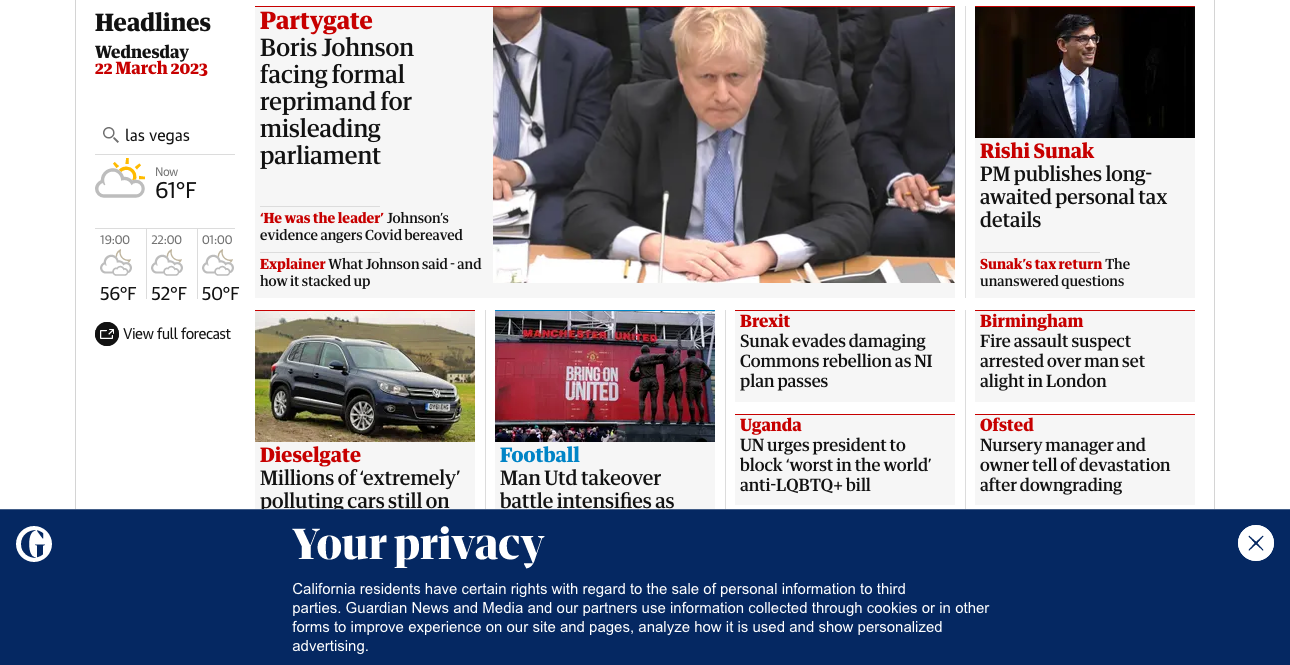 Headlines
Wednesday
22 March 2023
las vegas
Now
61°F
19:00
22:00
01:00
56°F
52°F
50°F
View full forecast
Partygate
Boris Johnson
facing formal
reprimand for
misleading
parliament
‘He was the leader’ Johnson’s
evidence angers Covid bereaved
Explainer What Johnson said - and
how it stacked up
Rishi Sunak
PM publishes long-
awaited personal tax
details
Sunak’s tax return The
unanswered questions
Dieselgate
Millions of ‘extremely’
polluting cars still on
MANCHESTER UNITED
BRING ON
UNITED
Football
Man Utd takeover
battle intensifies as
Brexit
Sunak evades damaging
Commons rebellion as NI
plan passes
Uganda
UN urges president to
block ‘worst in the world’
anti-LQBTQ+ bill
Birmingham
Fire assault suspect
arrested over man set
alight in London
Ofsted
Nursery manager and
owner tell of devastation
after downgrading
Your privacy
California residents have certain rights with regard to the sale of personal information to third
parties. Guardian News and Media and our partners use information collected through cookies or in other
forms to improve experience on our site and pages, analyze how it is used and show personalized
advertising.